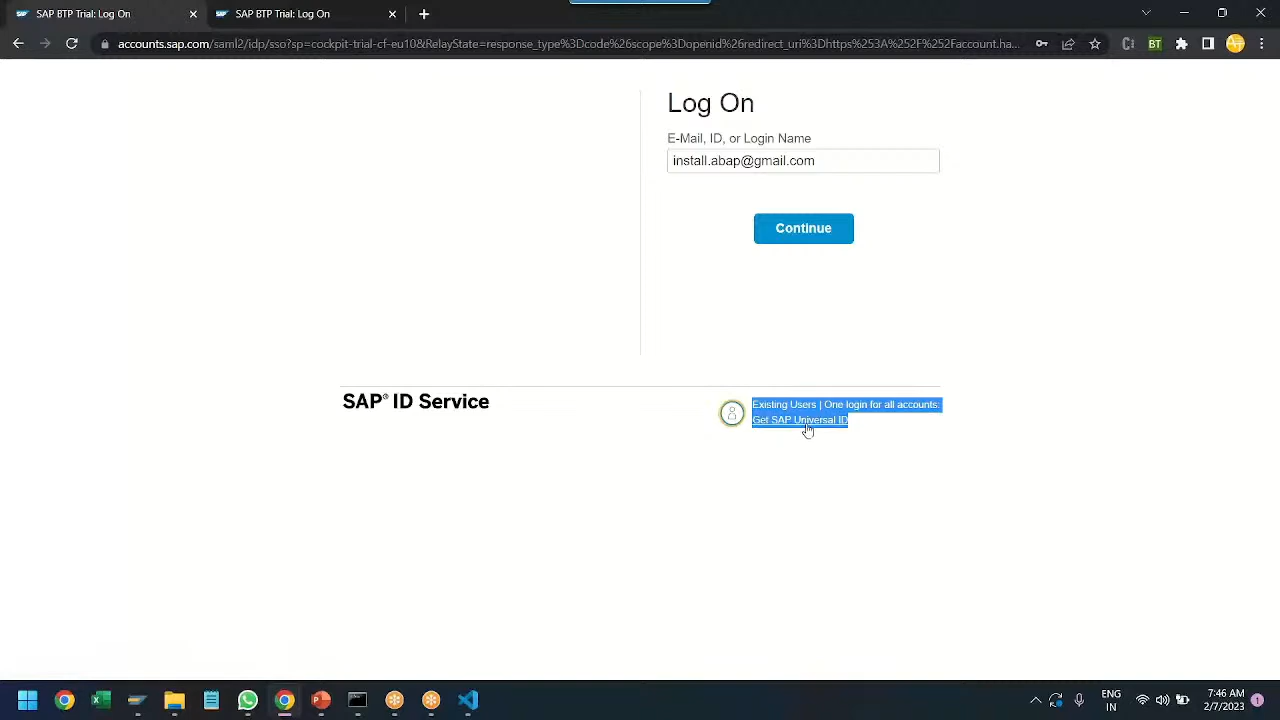 SAP BTP Trial: Log On
SAP BTP Trial: Log On
accounts.sap.com/saml2/idp/sso?sp=cockpit-trial-cf-eu10&RelayState=response_type%3Dcode%26scope%3Dopenid%26redirect_uri%3Dhttps%253A%252F%252Faccount.ha...
BT
Log On
E-Mail, ID, or Login Name
install.abap@gmail.com
Continue
SAP® ID Service
Existing Users | One login for all accounts:
Get SAP Universal ID
ENG
IN
7:46 AM
2/7/2023
1